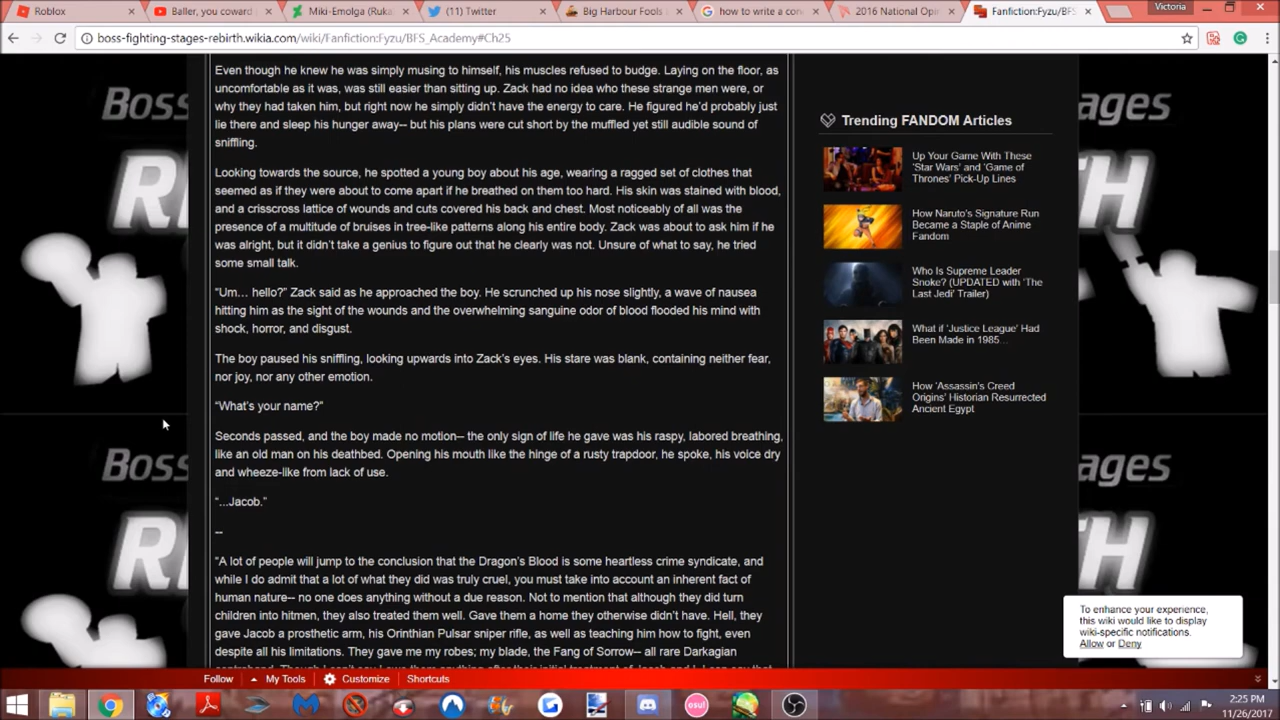 Victoria
Roblox
Baller, you coward
Miki-Emolga (Ruka
(11) Twitter
Big Harbour Fools
how to write a con
2016 National Opi
Fanfiction:Fyzu/BFS
boss-fighting-stages-rebirth.wikia.com/wiki/Fanfiction:Fyzu/BFS_Academy#Ch25
Even though he knew he was simply musing to himself, his muscles refused to budge. Laying on the floor, as
uncomfortable as it was, was still easier than sitting up. Zack had no idea who these strange men were, or
why they had taken him, but right now he simply didn't have the energy to care. He figured he'd probably just
lie there and sleep his hunger away-- but his plans were cut short by the muffled yet still audible sound of
sniffling.
Looking towards the source, he spotted a young boy about his age, wearing a ragged set of clothes that
seemed as if they were about to come apart if he breathed on them too hard. His skin was stained with blood,
and a crisscross lattice of wounds and cuts covered his back and chest. Most noticeably of all was the
presence of a multitude of bruises in tree-like patterns along his entire body. Zack was about to ask him if he
was alright, but it didn't take a genius to figure out that he clearly was not. Unsure of what to say, he tried
some small talk.
“Um… hello?” Zack said as he approached the boy. He scrunched up his nose slightly, a wave of nausea
hitting him as the sight of the wounds and the overwhelming sanguine odor of blood flooded his mind with
shock, horror, and disgust.
The boy paused his sniffling, looking upwards into Zack's eyes. His stare was blank, containing neither fear,
nor joy, nor any other emotion.
“What's your name?”
Seconds passed, and the boy made no motion-- the only sign of life he gave was his raspy, labored breathing,
like an old man on his deathbed. Opening his mouth like the hinge of a rusty trapdoor, he spoke, his voice dry
and wheeze-like from lack of use.
“…Jacob.”
--
“A lot of people will jump to the conclusion that the Dragon's Blood is some heartless crime syndicate, and
while I do admit that a lot of what they did was truly cruel, you must take into account an inherent fact of
human nature-- no one does anything without a due reason. Not to mention that although they did turn
children into hitmen, they also treated them well. Gave them a home they otherwise didn't have. Hell, they
gave Jacob a prosthetic arm, his Orinthian Pulsar sniper rifle, as well as teaching him how to fight, even
despite all his limitations. They gave me my robes; my blade, the Fang of Sorrow-- all rare Darkagian
Trending FANDOM Articles
Up Your Game With These
'Star Wars' and 'Game of
Thrones' Pick-Up Lines
How Naruto's Signature Run
Became a Staple of Anime
Fandom
Who Is Supreme Leader
Snoke? (UPDATED with 'The
Last Jedi' Trailer)
What if 'Justice League' Had
Been Made in 1985…
How 'Assassin's Creed
Origins' Historian Resurrected
Ancient Egypt
Boss
R
ages
TH
Boss
R
ages
TH
To enhance your experience,
this wiki would like to display
wiki-specific notifications.
Allow or Deny
Follow
My Tools
Customize
Shortcuts
osu!
2:25 PM
11/26/2017